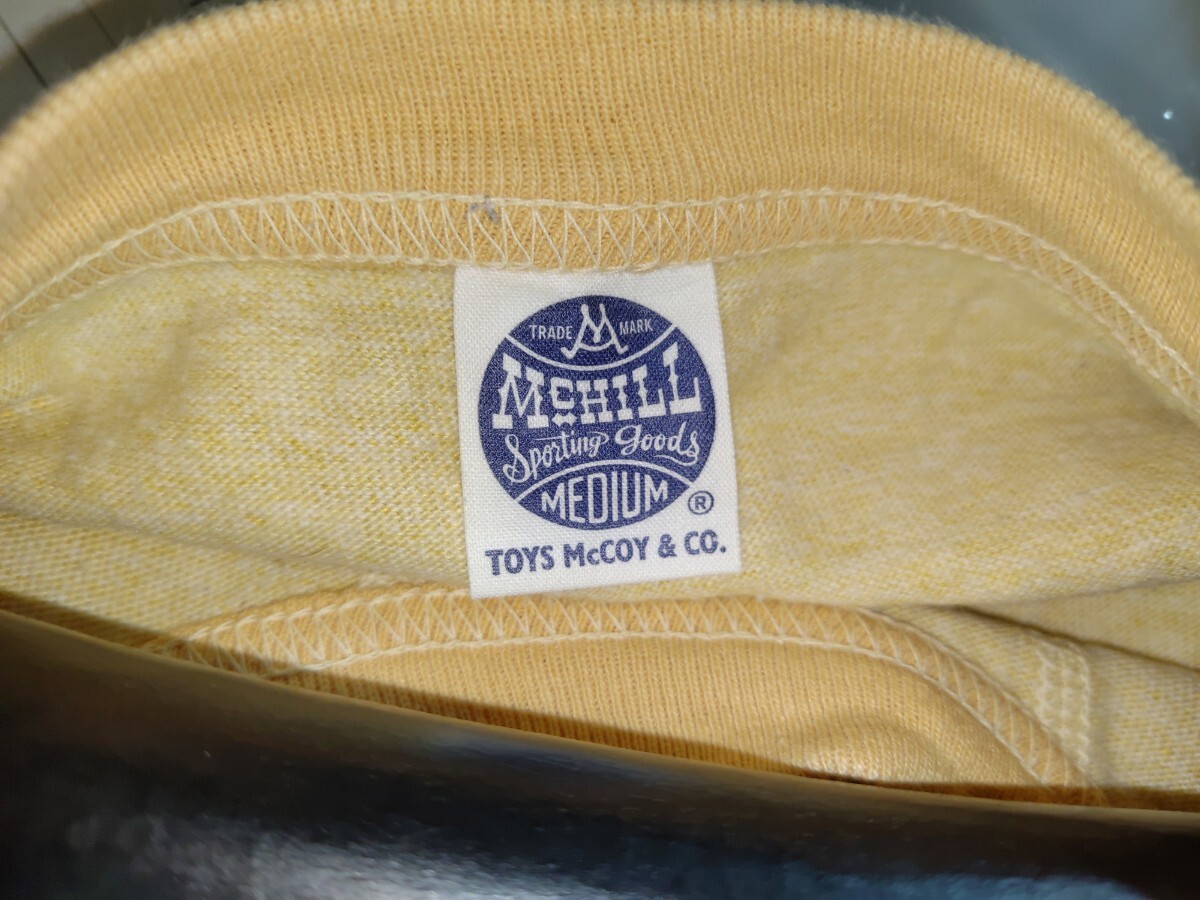 TRADE M MARK
McHILL
Sporting Goods
MEDIUM ®
TOYS McCOY & CO.